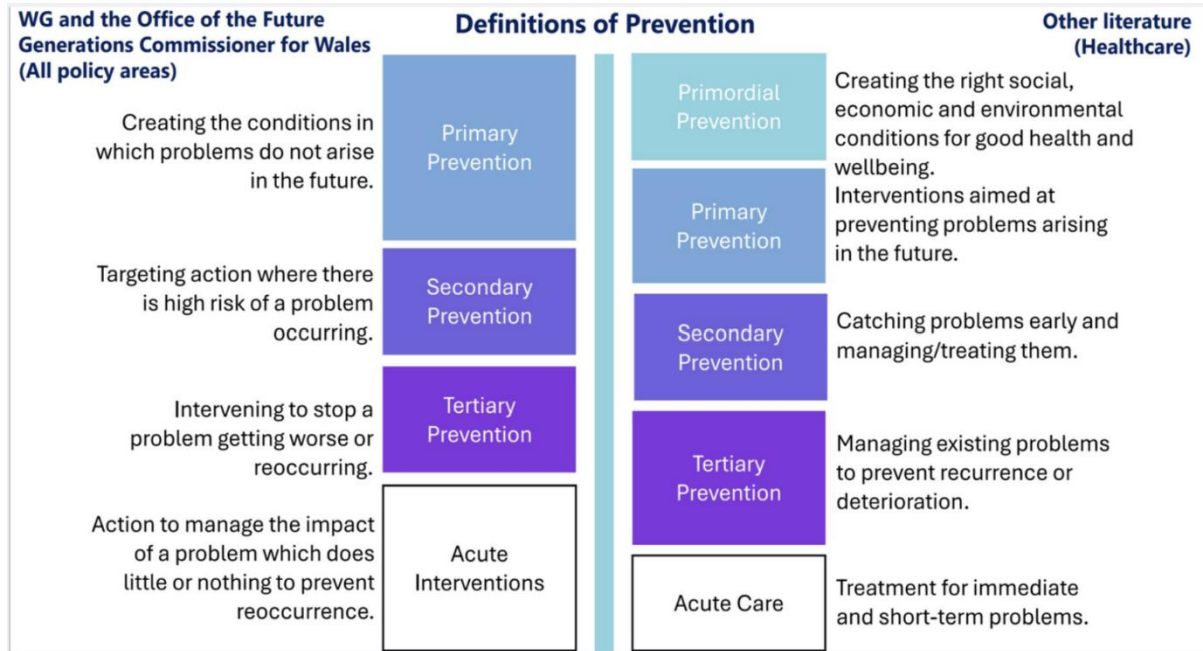 WG and the Office of the Future
Generations Commissioner for Wales
(All policy areas)
Definitions of Prevention
Other literature
(Healthcare)
Creating the conditions in
which problems do not arise
in the future.
Primary
Prevention
Targeting action where there
is high risk of a problem
occurring.
Secondary
Prevention
Intervening to stop a
problem getting worse or
reoccurring.
Tertiary
Prevention
Action to manage the impact
of a problem which does
little or nothing to prevent
reoccurrence.
Acute
Interventions
Primordial
Prevention
Creating the right social,
economic and environmental
conditions for good health and
wellbeing.
Primary
Prevention
Interventions aimed at
preventing problems arising
in the future.
Secondary
Prevention
Catching problems early and
managing/treating them.
Tertiary
Prevention
Managing existing problems
to prevent recurrence or
deterioration.
Acute Care
Treatment for immediate
and short-term problems.